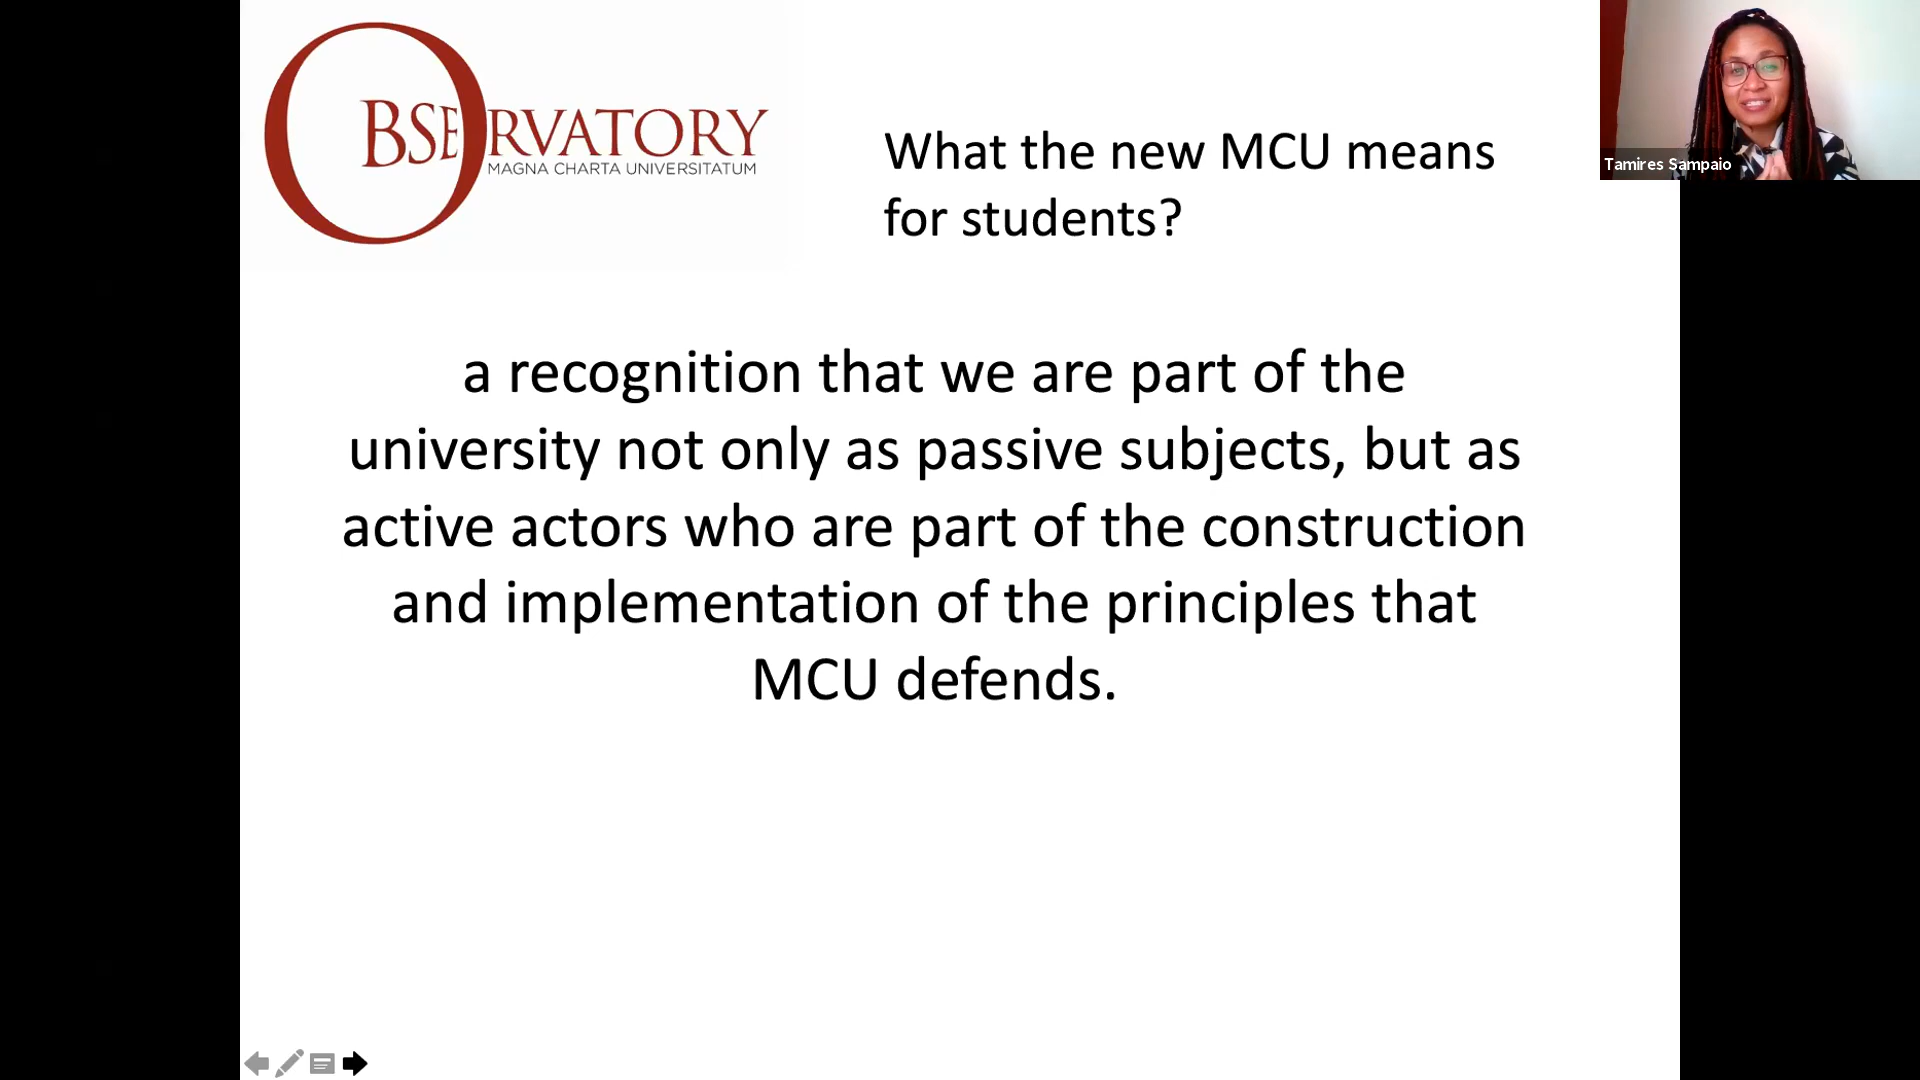 OBSERVATORY
MAGNA CHARTA UNIVERSITATUM
What the new MCU means
for students?
Tamires Sampaio
a recognition that we are part of the
university not only as passive subjects, but as
active actors who are part of the construction
and implementation of the principles that
MCU defends.